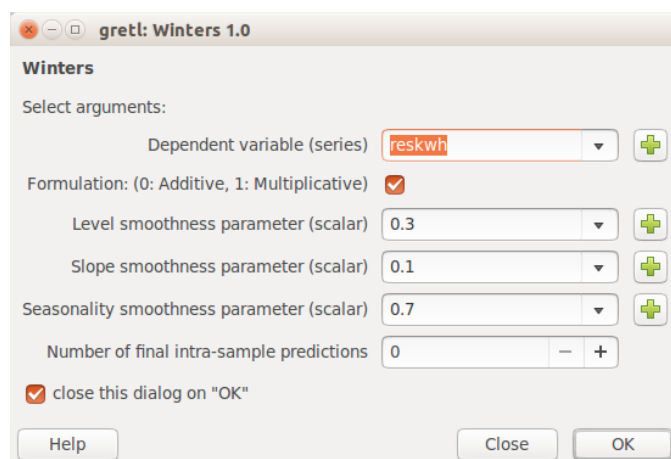 gretl: Winters 1.0
Winters
Select arguments:
Dependent variable (series) reskwh
Formulation: (0: Additive, 1: Multiplicative)
Level smoothness parameter (scalar) 0.3
Slope smoothness parameter (scalar) 0.1
Seasonality smoothness parameter (scalar) 0.7
Number of final intra-sample predictions 0
close this dialog on "OK"
Help Close OK